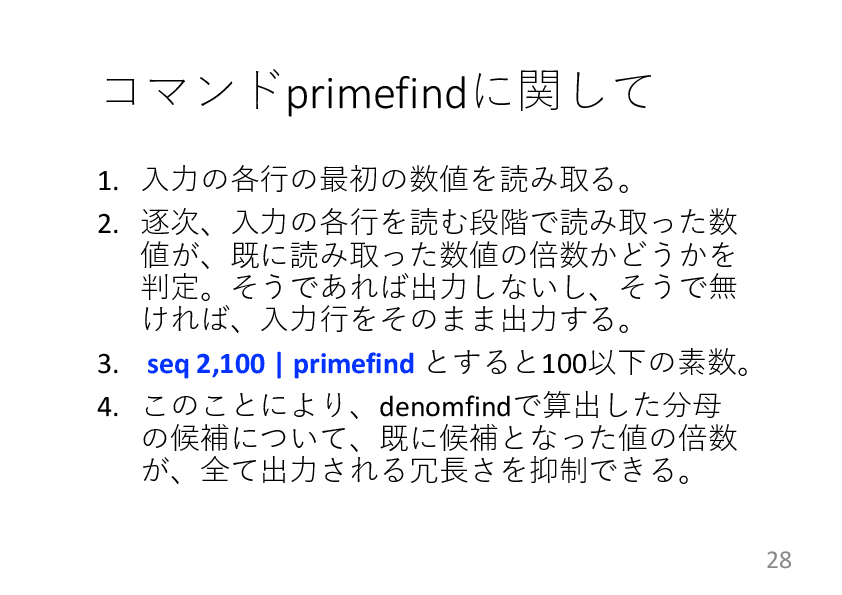 コマンドprimefindに関して
1. 入力の各行の最初の数値を読み取る。
2. 逐次、入力の各行を読む段階で読み取った数
値が、既に読み取った数値の倍数かどうかを
判定。そうであれば出力しないし、そうで無
ければ、入力行をそのまま出力する。
3. seq 2,100 | primefind とすると100以下の素数。
4. このことにより、denomfindで算出した分母
の候補について、既に候補となった値の倍数
が、全て出力される冗長さを抑制できる。
28